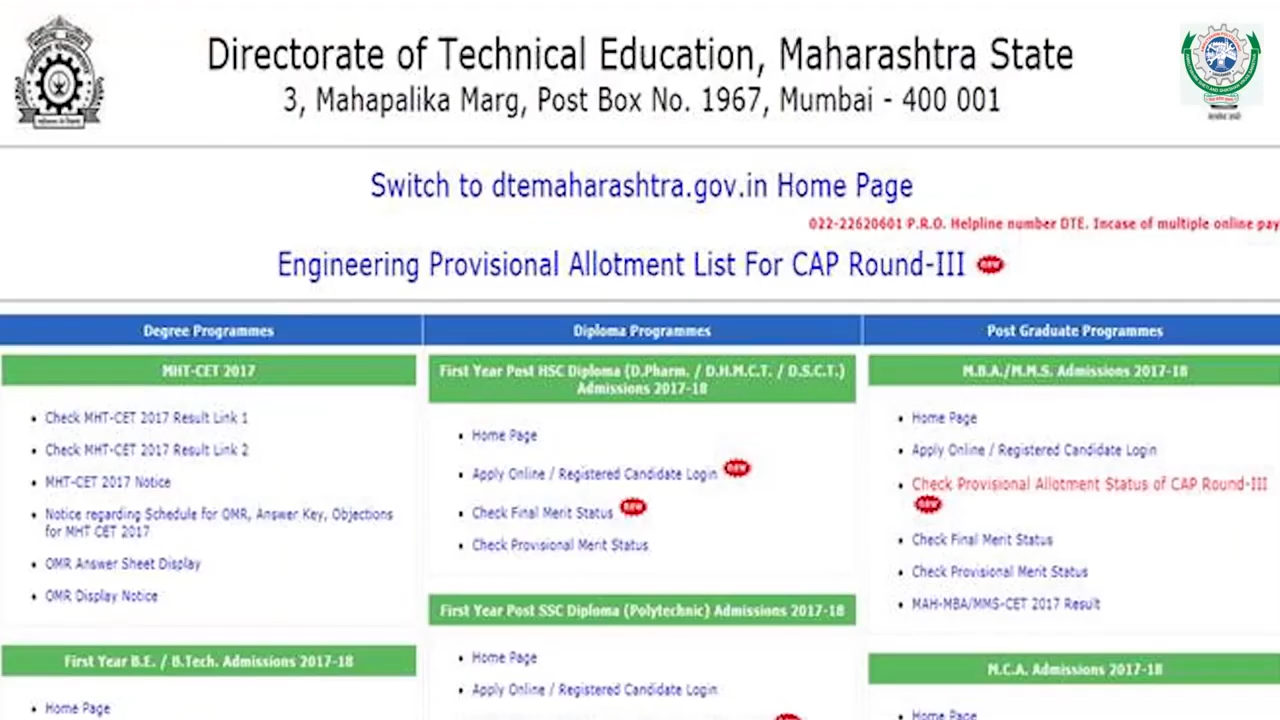 Directorate of Technical Education, Maharashtra State
3, Mahapalika Marg, Post Box No. 1967, Mumbai - 400 001
Switch to dtemaharashtra.gov.in Home Page
022-22620601 P.R.O. Helpline number DTE. Incase of multiple online pay
Engineering Provisional Allotment List For CAP Round-III new
Degree Programmes
MHT-CET 2017
Check MHT-CET 2017 Result Link 1
Check MHT-CET 2017 Result Link 2
MHT-CET 2017 Notice
Notice regarding Schedule for OMR, Answer Key, Objections
for MHT CET 2017
OMR Answer Sheet Display
OMR Display Notice
First Year B.E. / B.Tech. Admissions 2017-18
Home Page
Diploma Programmes
First Year Post HSC Diploma (D.Pharm. / D.H.M.C.T. / D.S.C.T.)
Admissions 2017-18
Home Page
Apply Online / Registered Candidate Login new
Check Final Merit Status new
Check Provisional Merit Status
First Year Post SSC Diploma (Polytechnic) Admissions 2017-18
Home Page
Apply Online / Registered Candidate Login
Post Graduate Programmes
M.B.A./M.M.S. Admissions 2017-18
Home Page
Apply Online / Registered Candidate Login
Check Provisional Allotment Status of CAP Round-III
new
Check Final Merit Status
Check Provisional Merit Status
MAH-MBA/MMS-CET 2017 Result
M.C.A. Admissions 2017-18
Home Page